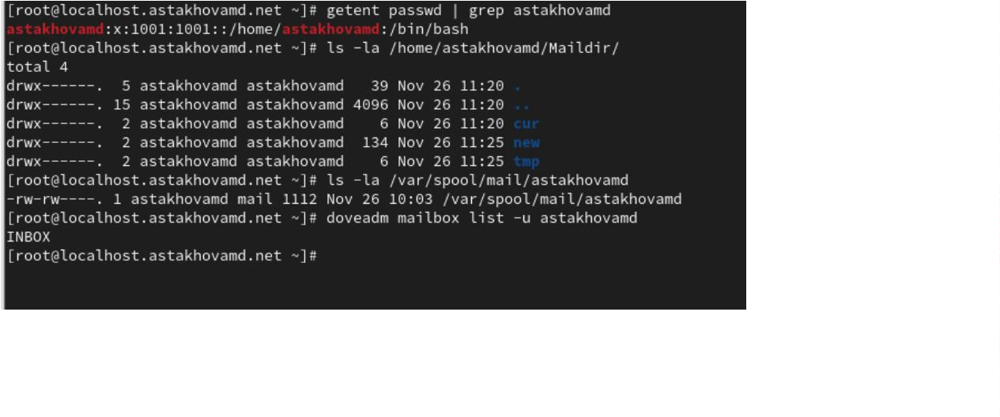 [root@localhost.astakhovamd.net ~]# getent passwd | grep astakhovamd
astakhovamd:x:1001:1001::/home/astakhovamd:/bin/bash
[root@localhost.astakhovamd.net ~]# ls -la /home/astakhovamd/Maildir/
total 4
drwx------.  5 astakhovamd astakhovamd   39 Nov 26 11:20 .
drwx------. 15 astakhovamd astakhovamd 4096 Nov 26 11:20 ..
drwx------.  2 astakhovamd astakhovamd    6 Nov 26 11:20 cur
drwx------.  2 astakhovamd astakhovamd  134 Nov 26 11:25 new
drwx------.  2 astakhovamd astakhovamd    6 Nov 26 11:25 tmp
[root@localhost.astakhovamd.net ~]# ls -la /var/spool/mail/astakhovamd
-rw-rw----. 1 astakhovamd mail 1112 Nov 26 10:03 /var/spool/mail/astakhovamd
[root@localhost.astakhovamd.net ~]# doveadm mailbox list -u astakhovamd
INBOX
[root@localhost.astakhovamd.net ~]#